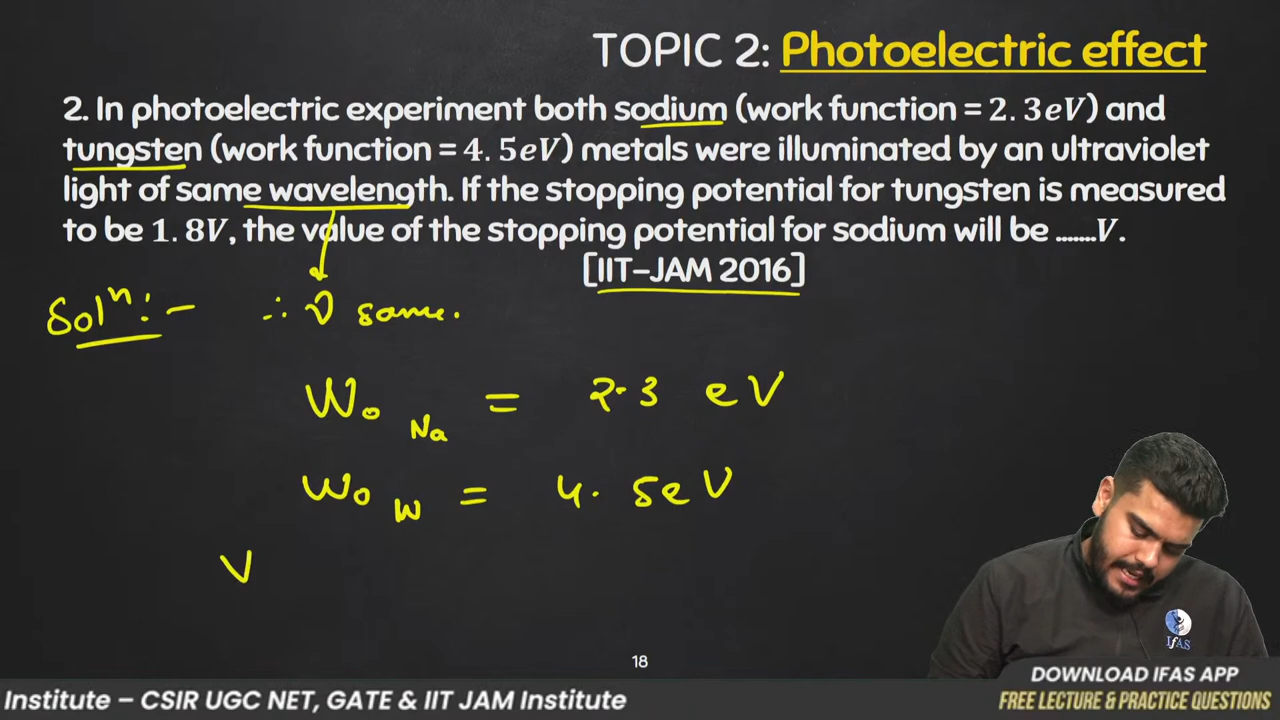 TOPIC 2: Photoelectric effect
2. In photoelectric experiment both sodium (work function = 2.3eV) and
tungsten (work function = 4.5eV) metals were illuminated by an ultraviolet
light of same wavelength. If the stopping potential for tungsten is measured
to be 1.8V, the value of the stopping potential for sodium will be .......V.
[IIT-JAM 2016]
Solⁿ:- ∴ ν same.
W₀ Na = 2.3 eV
W₀ W = 4.5eV
V
IfAS
18
DOWNLOAD IFAS APP
Institute – CSIR UGC NET, GATE & IIT JAM Institute
FREE LECTURE & PRACTICE QUESTIONS